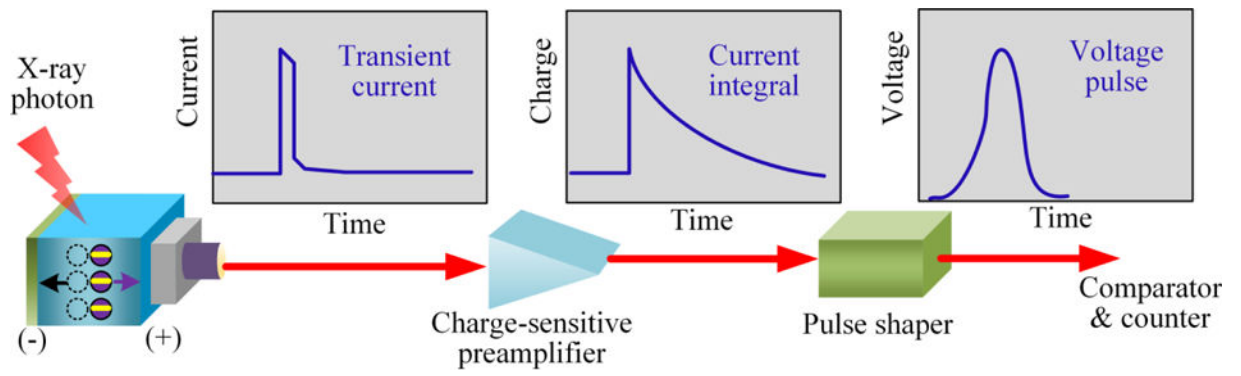 X-ray
photon
Current
Transient
current
Time
Charge
Current
integral
Time
Voltage
Voltage
pulse
Time
(-)
(+)
Charge-sensitive
preamplifier
Pulse shaper
Comparator
& counter